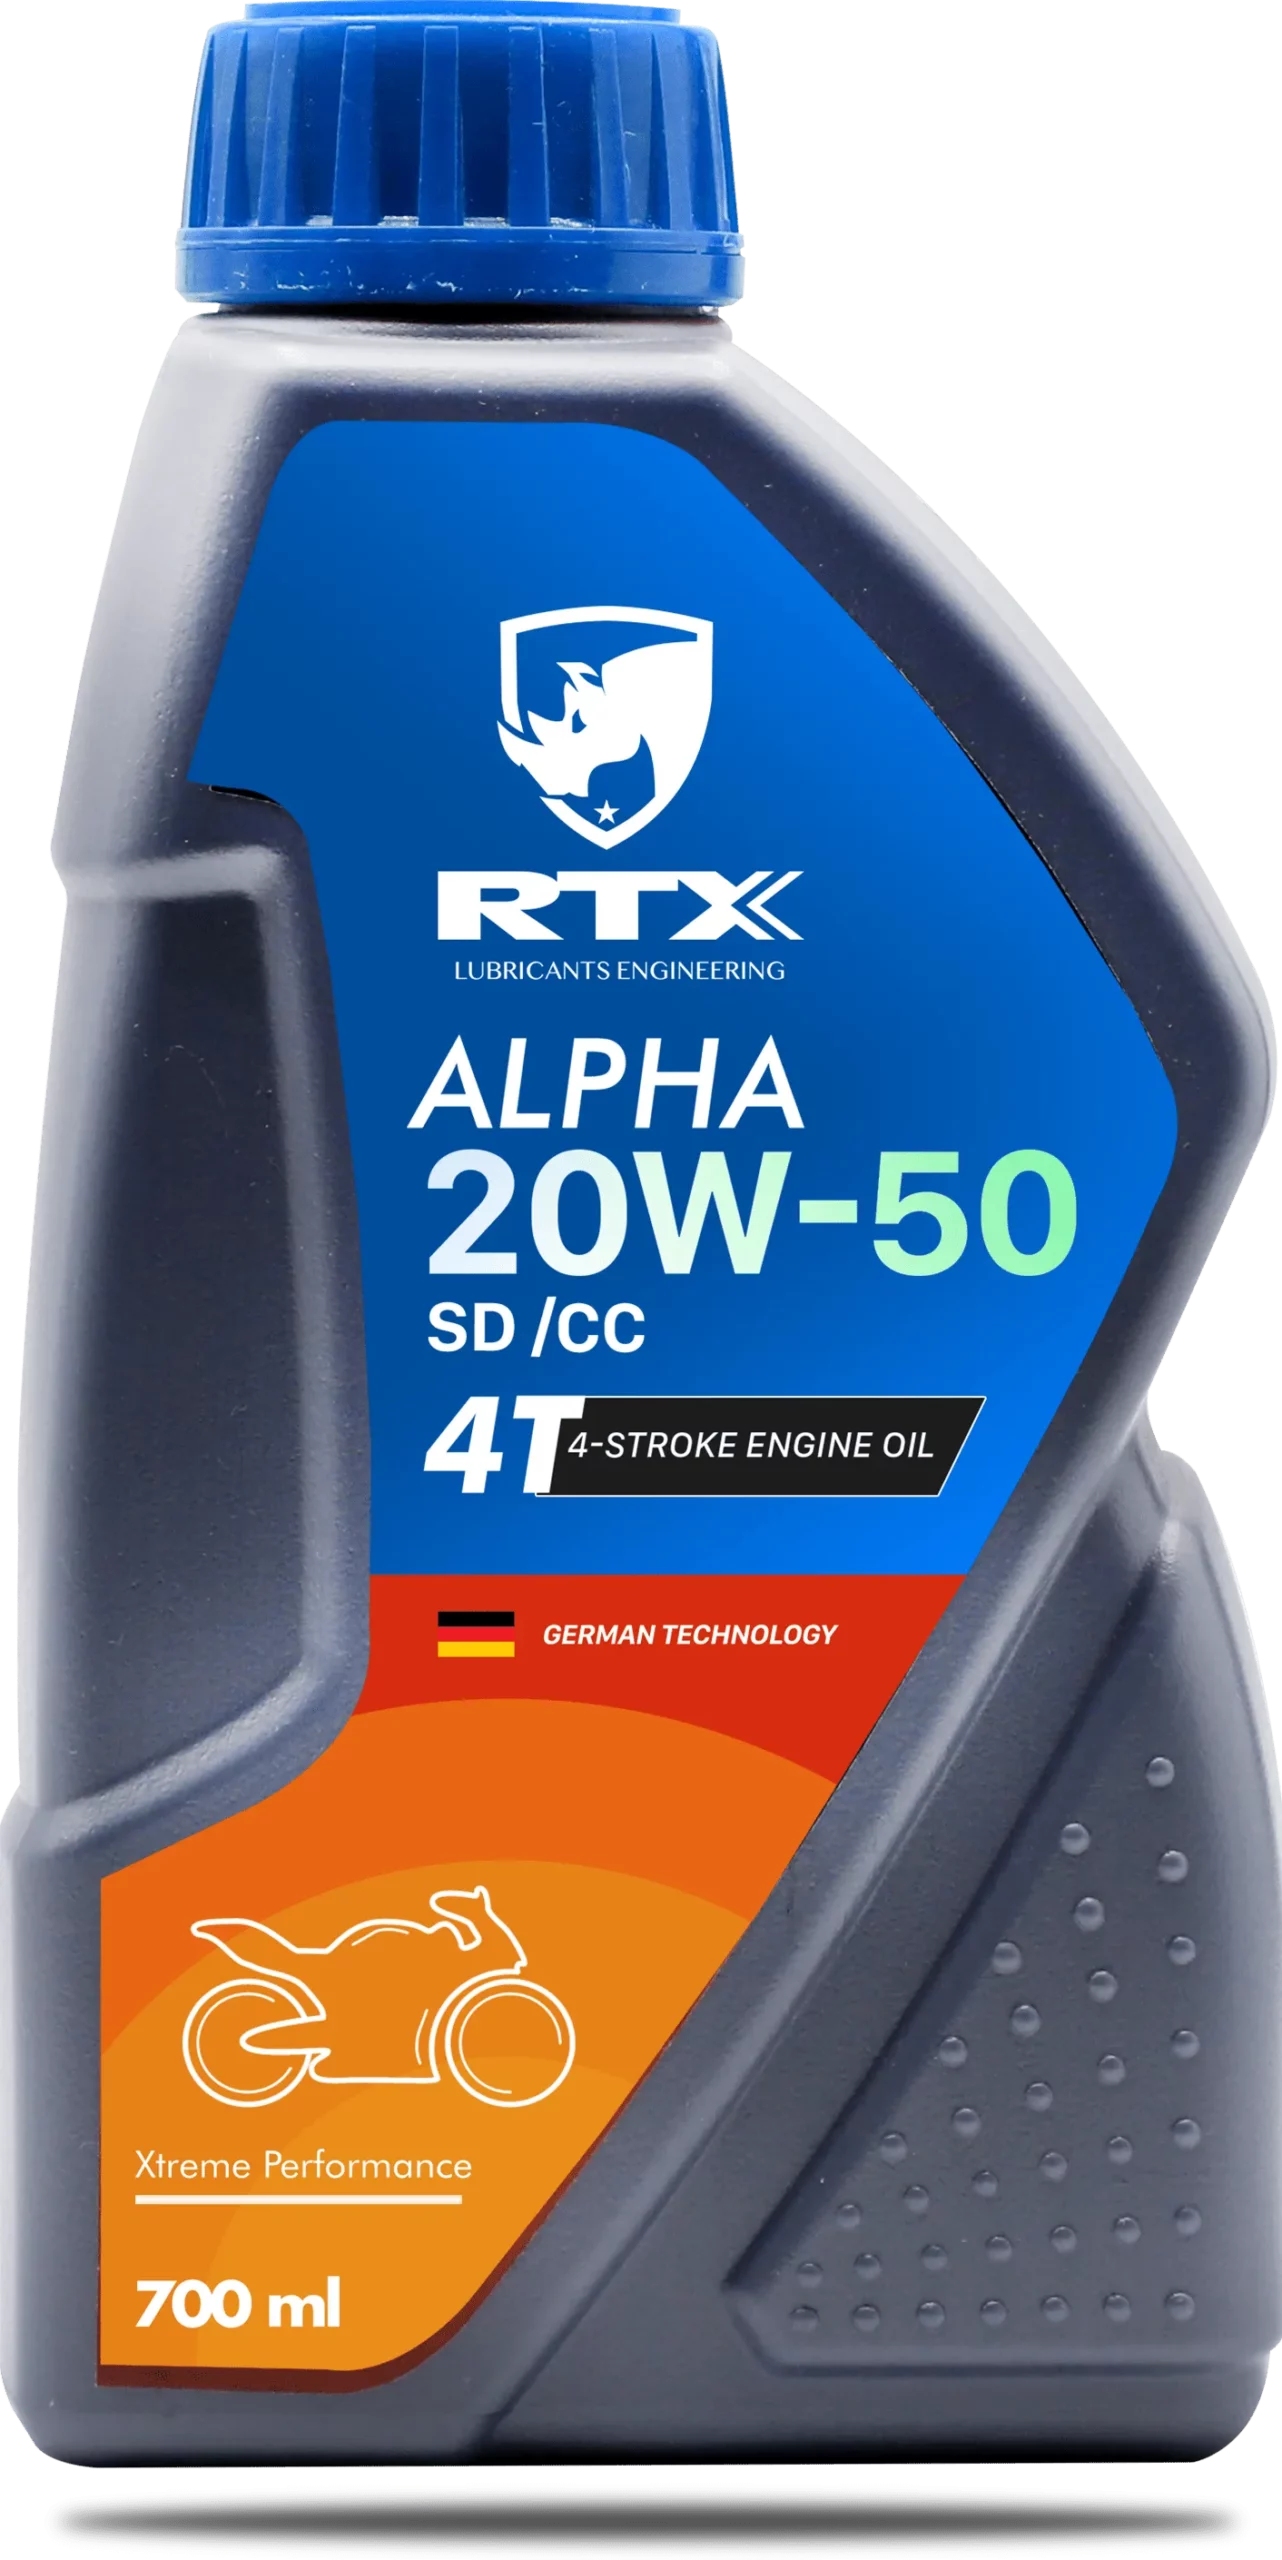 RTX
LUBRICANTS ENGINEERING
ALPHA
20W-50
SD /CC
4T 4-STROKE ENGINE OIL
GERMAN TECHNOLOGY
Xtreme Performance
700 ml